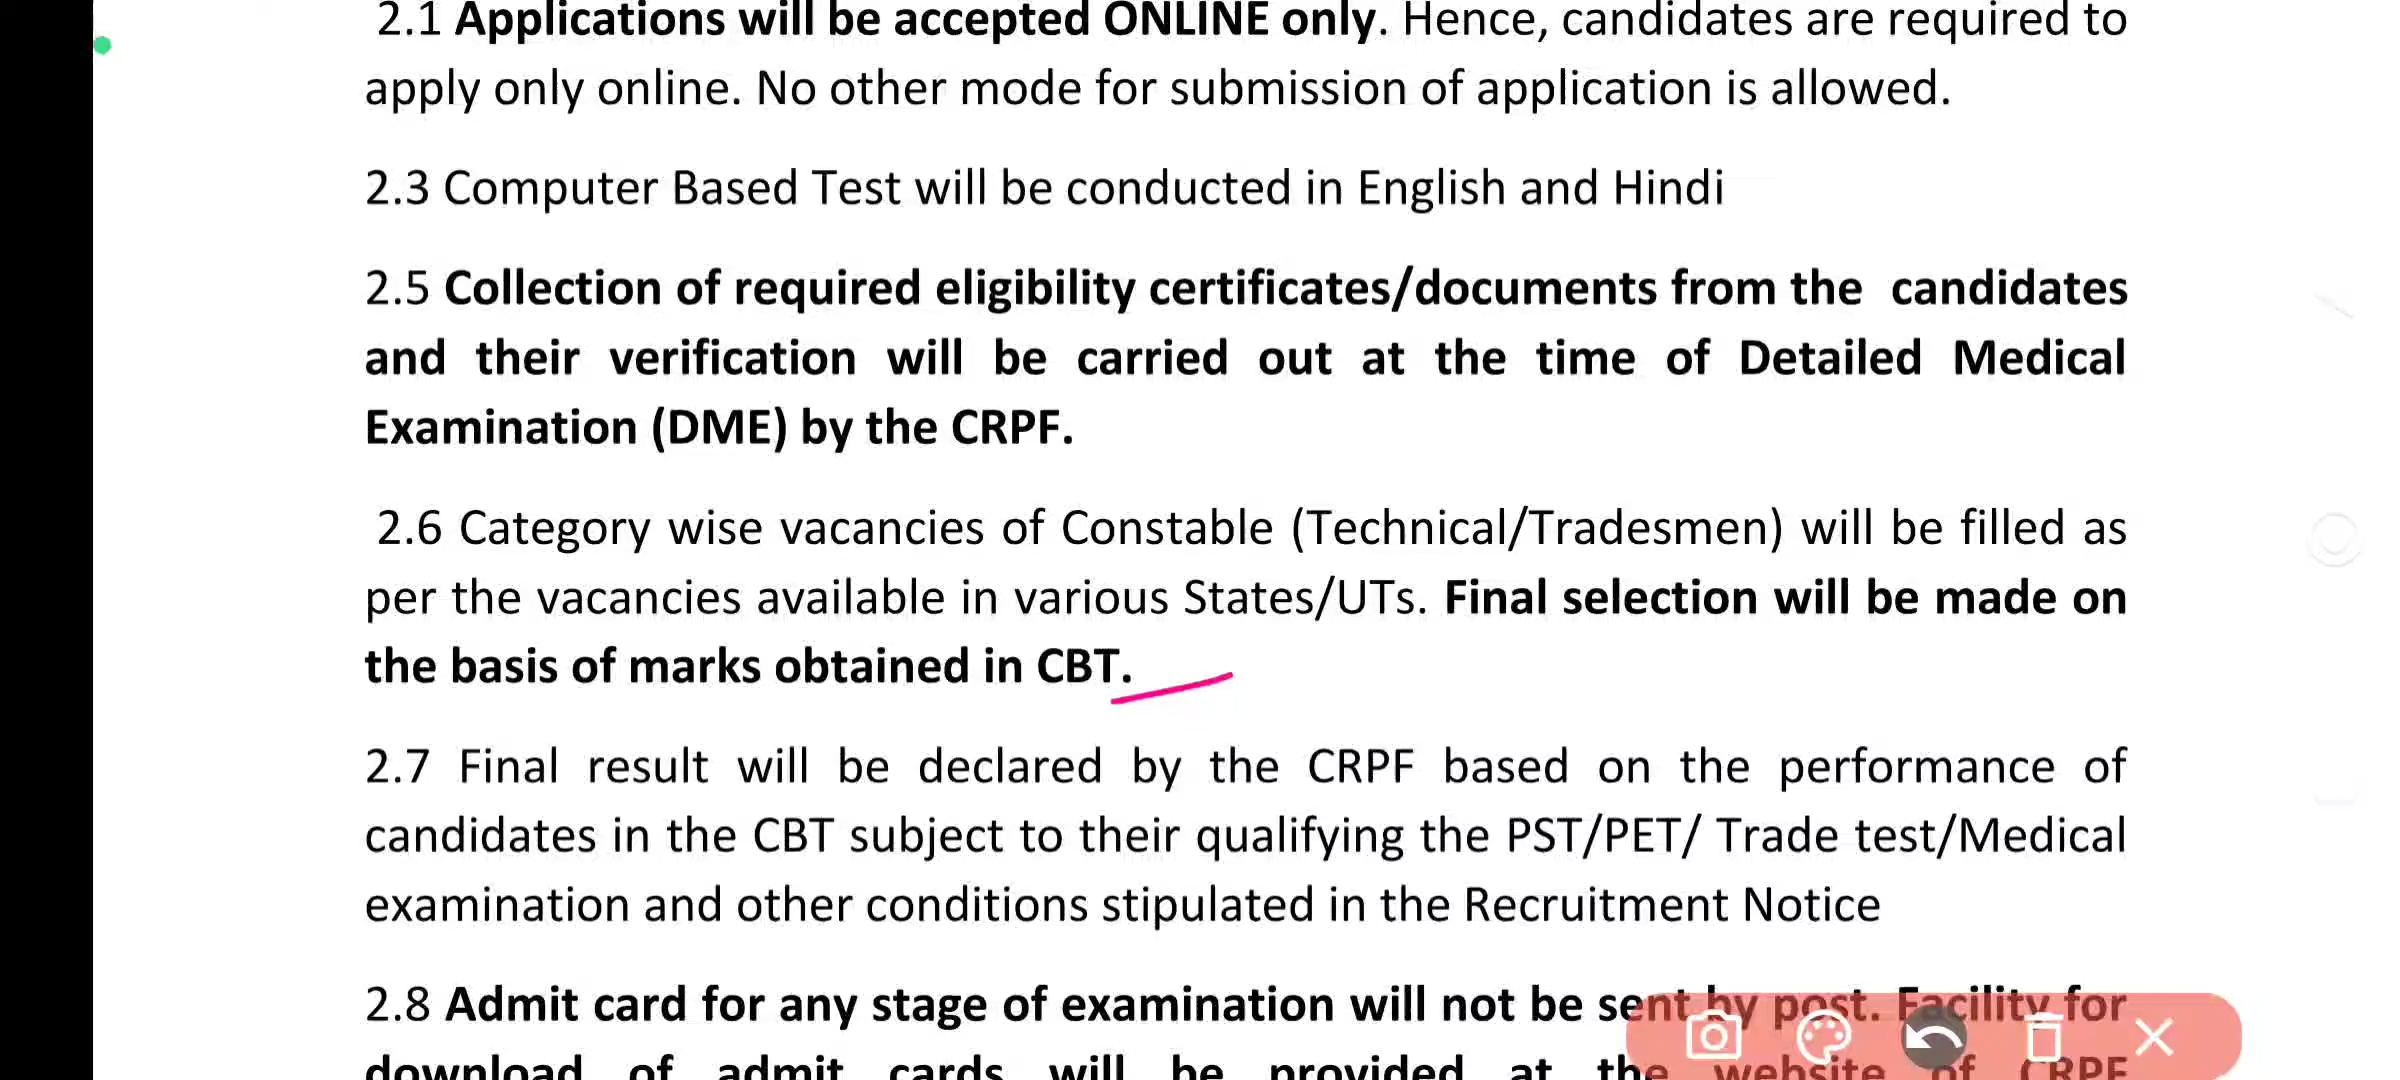 2.1 Applications will be accepted ONLINE only. Hence, candidates are required to
apply only online. No other mode for submission of application is allowed.
2.3 Computer Based Test will be conducted in English and Hindi
2.5 Collection of required eligibility certificates/documents from the candidates
and their verification will be carried out at the time of Detailed Medical
Examination (DME) by the CRPF.
2.6 Category wise vacancies of Constable (Technical/Tradesmen) will be filled as
per the vacancies available in various States/UTs. Final selection will be made on
the basis of marks obtained in CBT.
2.7 Final result will be declared by the CRPF based on the performance of
candidates in the CBT subject to their qualifying the PST/PET/ Trade test/Medical
examination and other conditions stipulated in the Recruitment Notice
2.8 Admit card for any stage of examination will not be sent by post. Facility for
download of admit cards will be provided at the website of CRPF